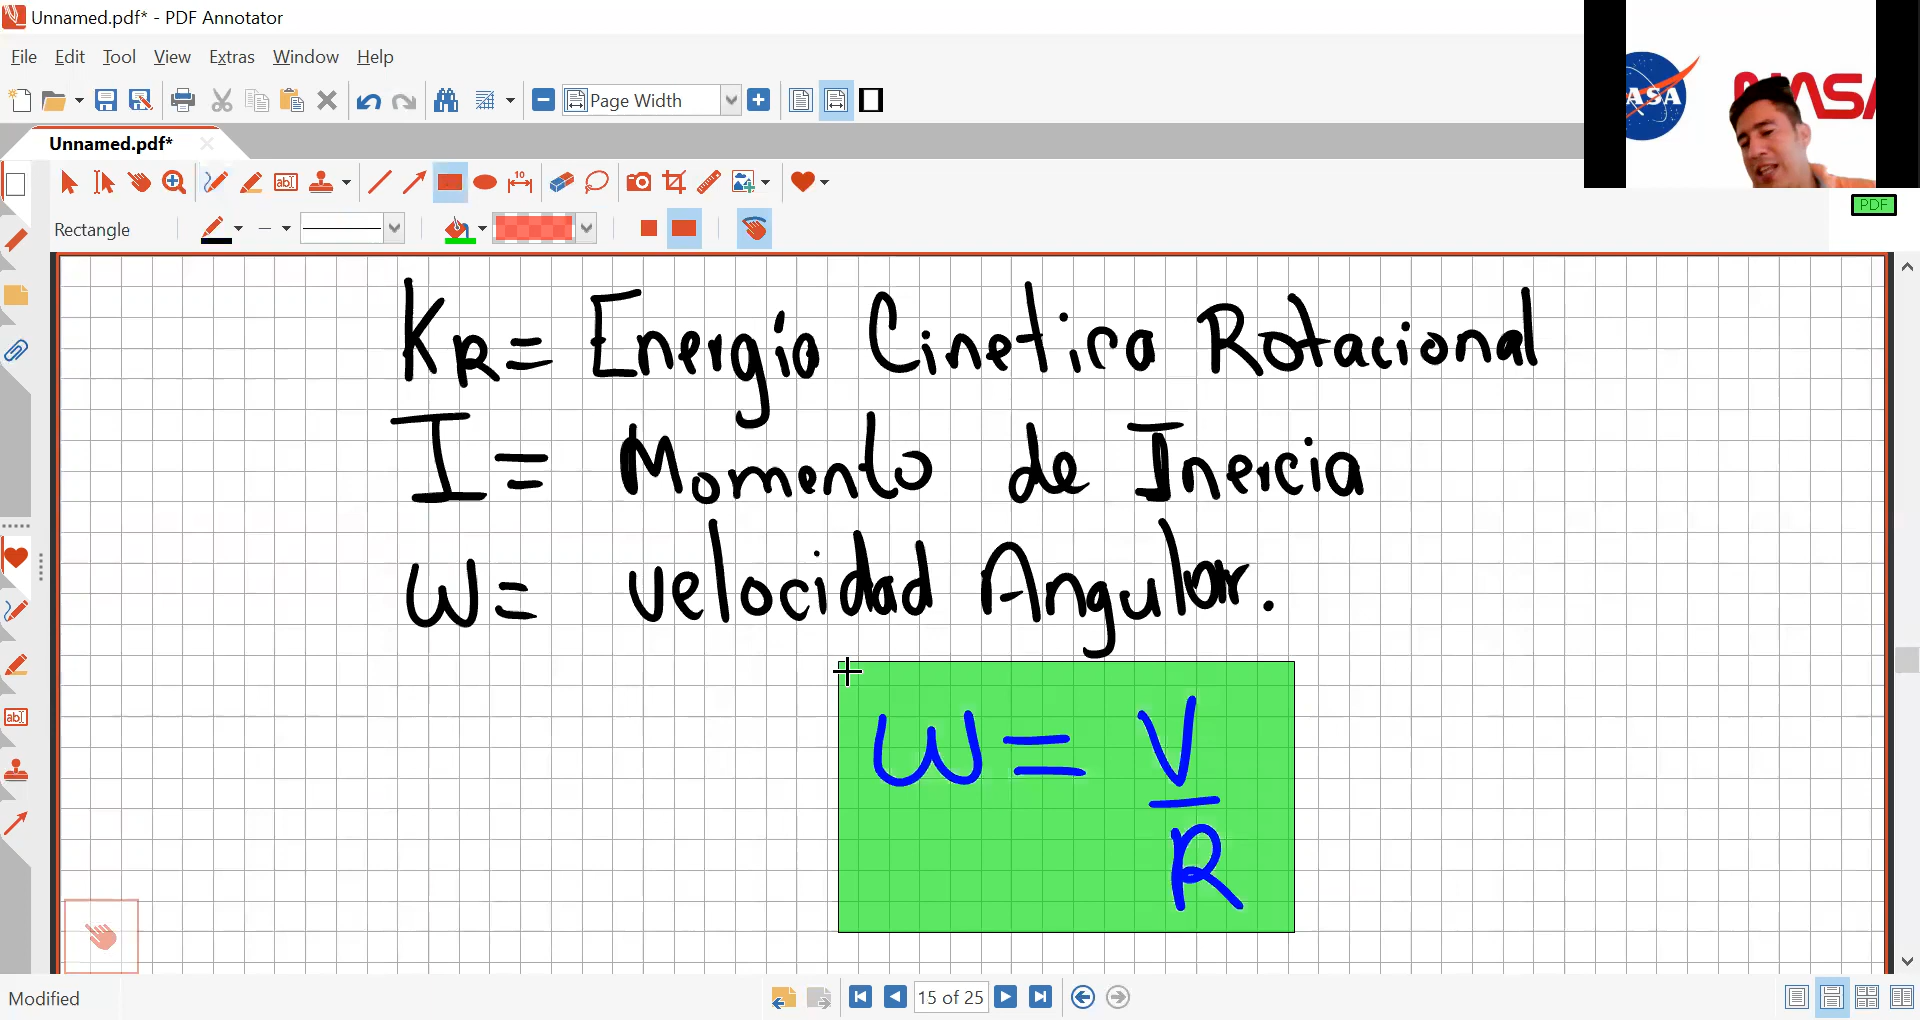 Unnamed.pdf* - PDF Annotator
File Edit Tool View Extras Window Help
Page Width
Unnamed.pdf*
Rectangle
PDF
KR= Energía Cinetica Rotacional
I= Momento de Inercia
W= velocidad Angular.
W= V
R
Modified
15 of 25